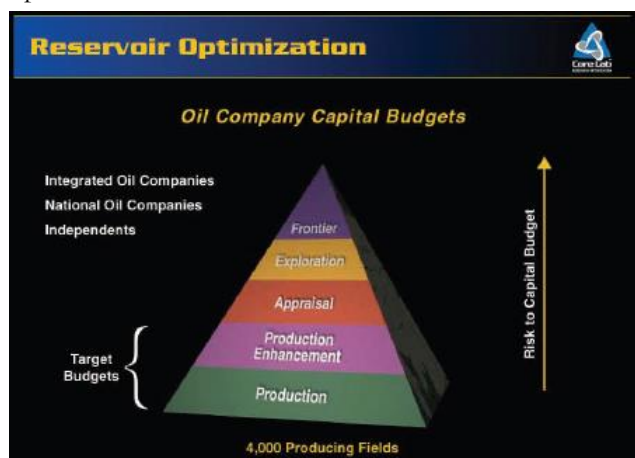 Reservoir Optimization
Core Lab
Oil Company Capital Budgets
Integrated Oil Companies
National Oil Companies
Independents
Frontier
Exploration
Appraisal
Production
Enhancement
Production
Target
Budgets
Risk to Capital Budget
4,000 Producing Fields